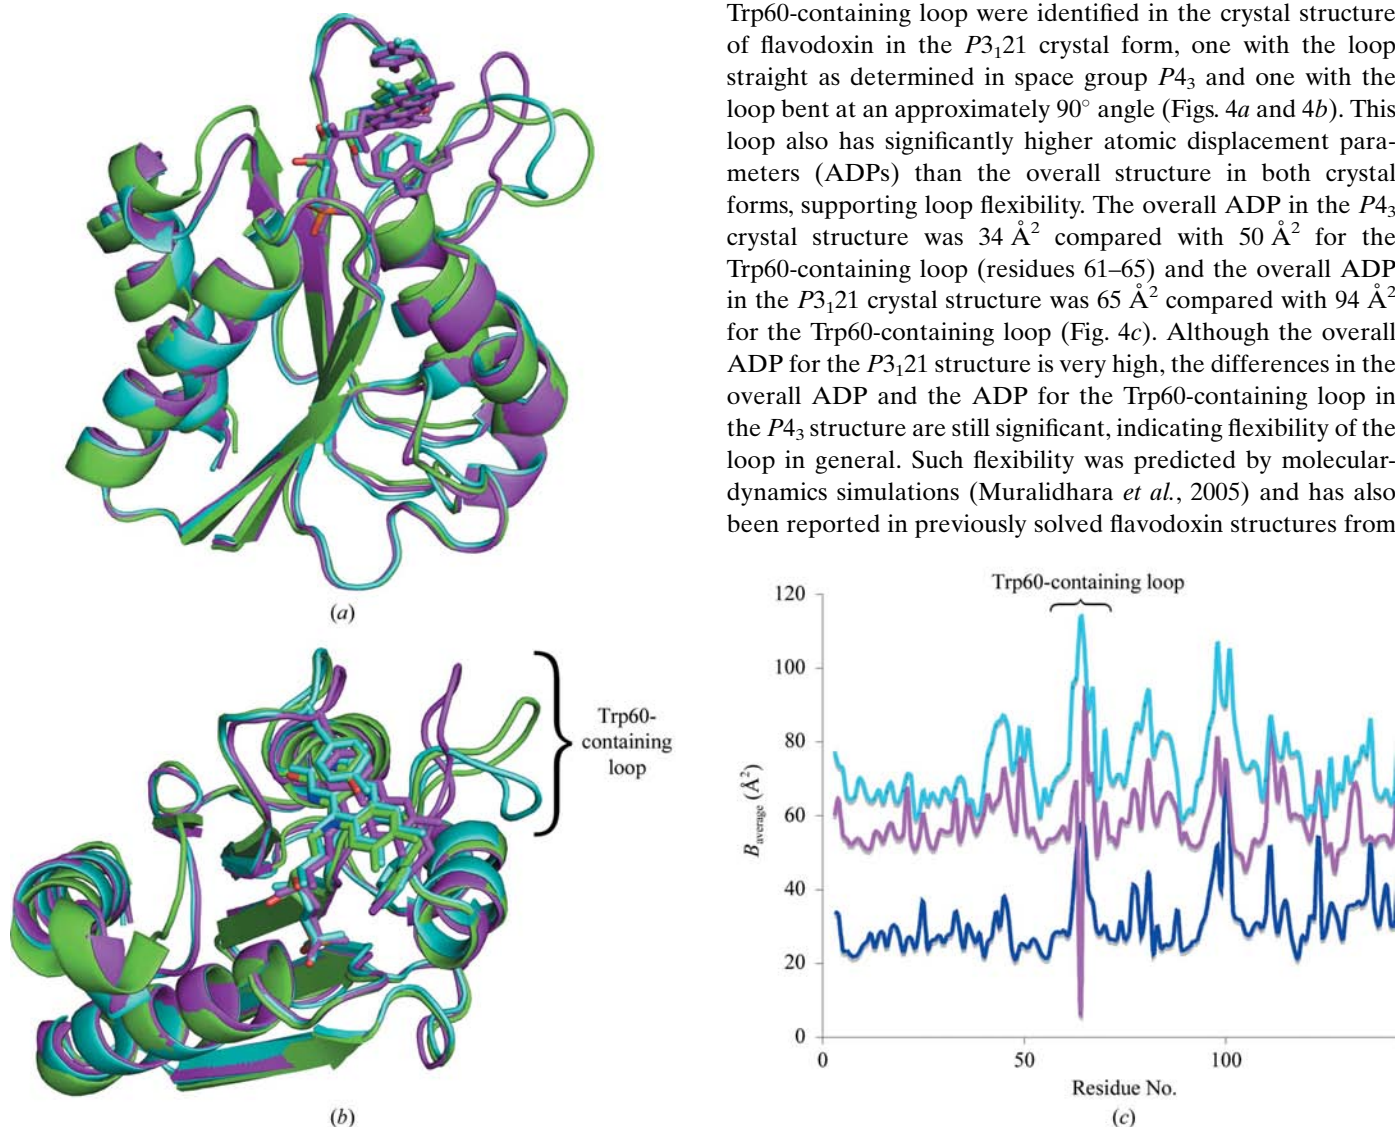 Trp60-containing loop were identified in the crystal structure
of flavodoxin in the P3₁21 crystal form, one with the loop
straight as determined in space group P4₃ and one with the
loop bent at an approximately 90° angle (Figs. 4a and 4b). This
loop also has significantly higher atomic displacement para-
meters (ADPs) than the overall structure in both crystal
forms, supporting loop flexibility. The overall ADP in the P4₃
crystal structure was 34 Å² compared with 50 Å² for the
Trp60-containing loop (residues 61–65) and the overall ADP
in the P3₁21 crystal structure was 65 Å² compared with 94 Å²
for the Trp60-containing loop (Fig. 4c). Although the overall
ADP for the P3₁21 structure is very high, the differences in the
overall ADP and the ADP for the Trp60-containing loop in
the P4₃ structure are still significant, indicating flexibility of the
loop in general. Such flexibility was predicted by molecular-
dynamics simulations (Muralidhara et al., 2005) and has also
been reported in previously solved flavodoxin structures from
(a)
Trp60-
containing
loop
(b)
Trp60-containing loop
120
100
80
60
40
20
0
B average (Å²)
0
50
100
Residue No.
(c)